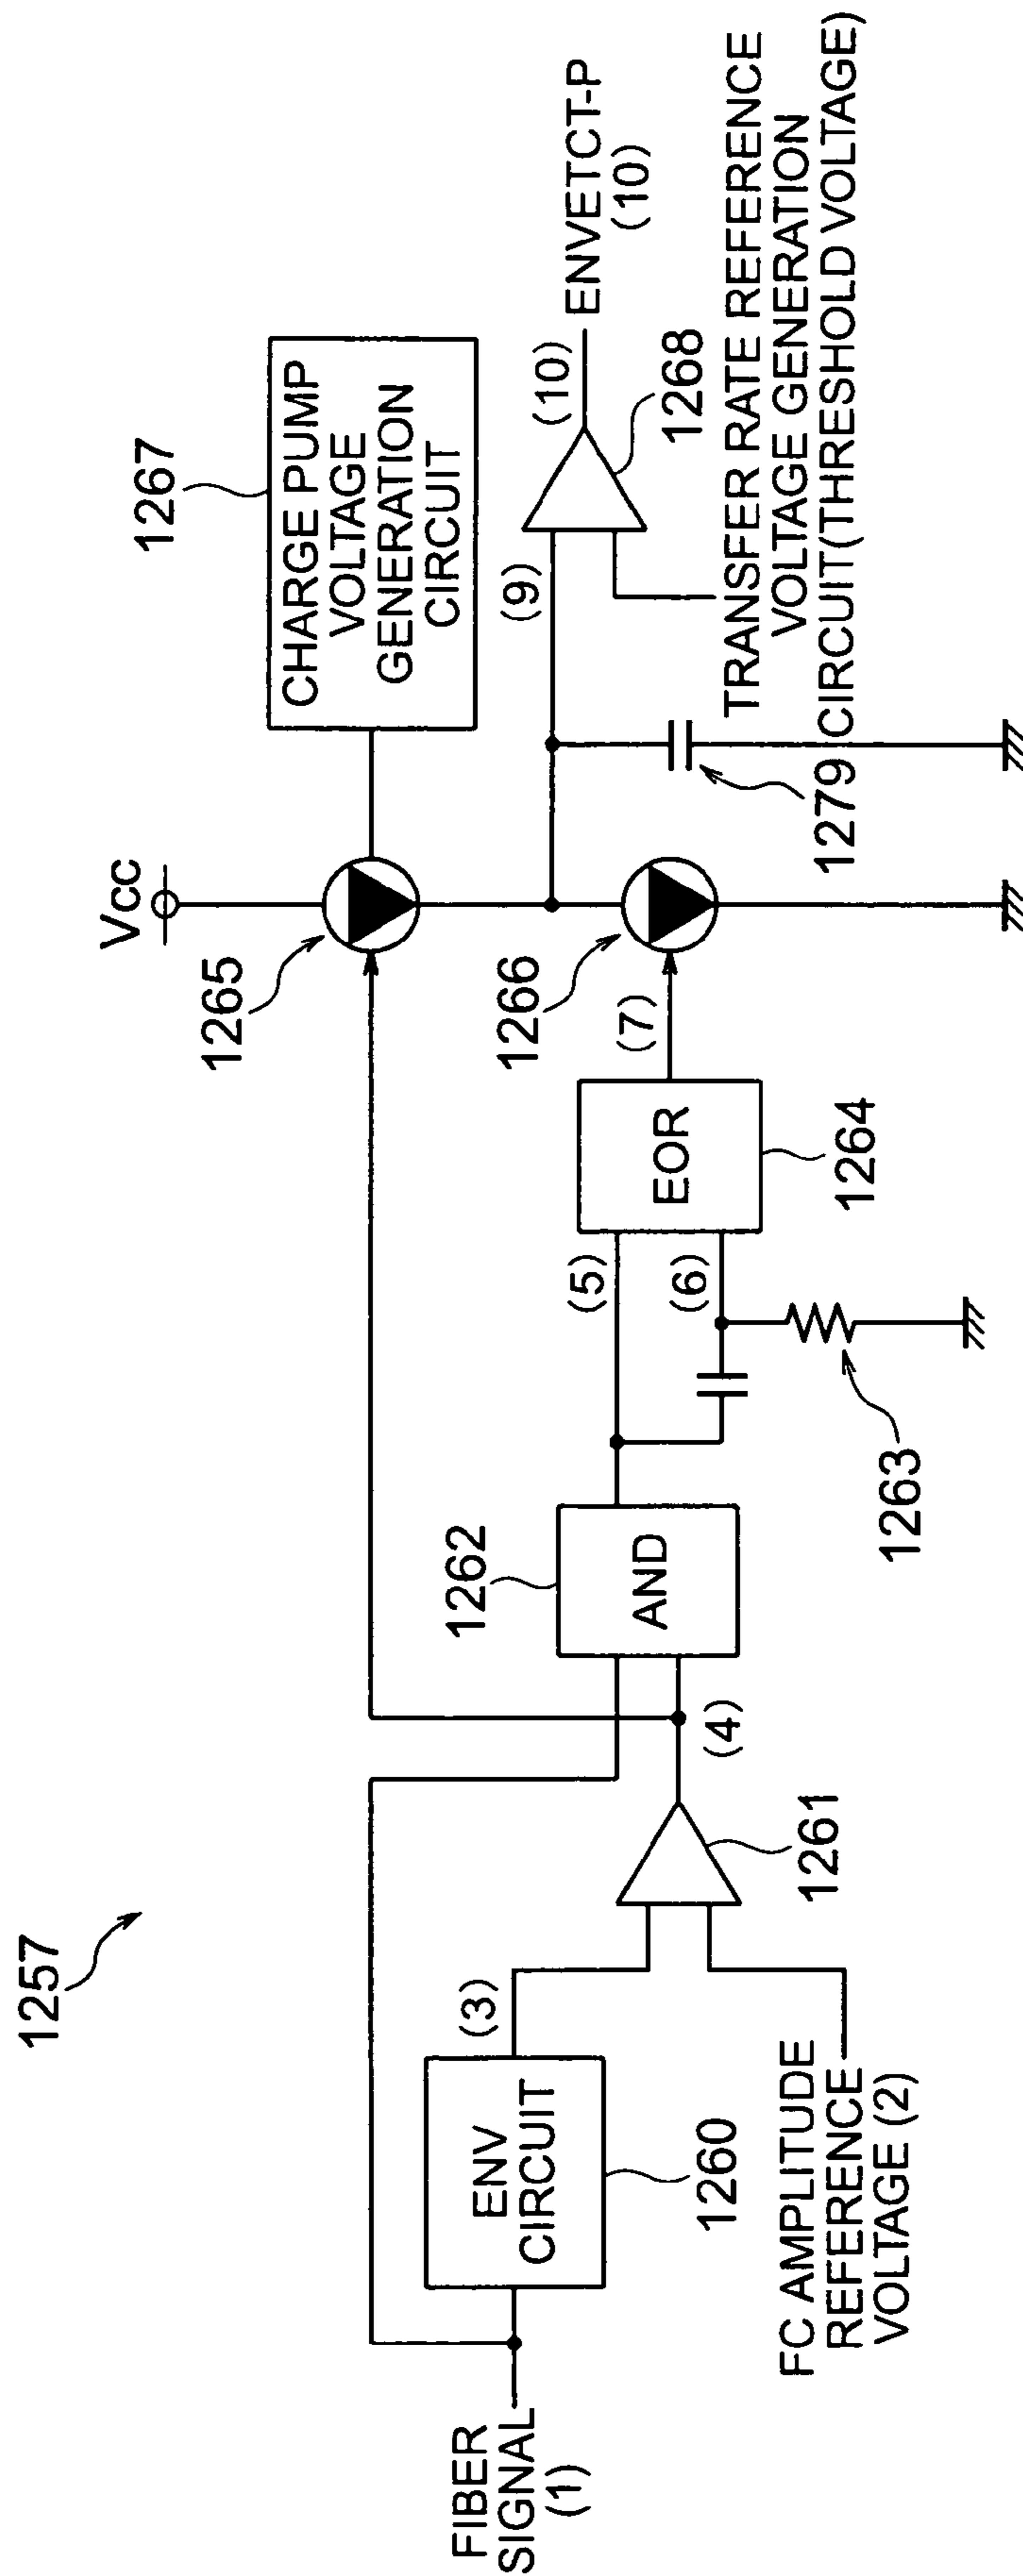 1257
FIBER
SIGNAL
(1)
ENV
CIRCUIT
1260
(3)
FC AMPLITUDE
REFERENCE
VOLTAGE (2)
1261
(4)
1262
AND
1263
(5)
(6)
EOR
1264
(7)
Vcc
1265
1266
1267
CHARGE PUMP
VOLTAGE
GENERATION
CIRCUIT
1279
(9)
1268
(10)
ENVETCT-P
(10)
TRANSFER RATE REFERENCE
VOLTAGE GENERATION
CIRCUIT(THRESHOLD VOLTAGE)